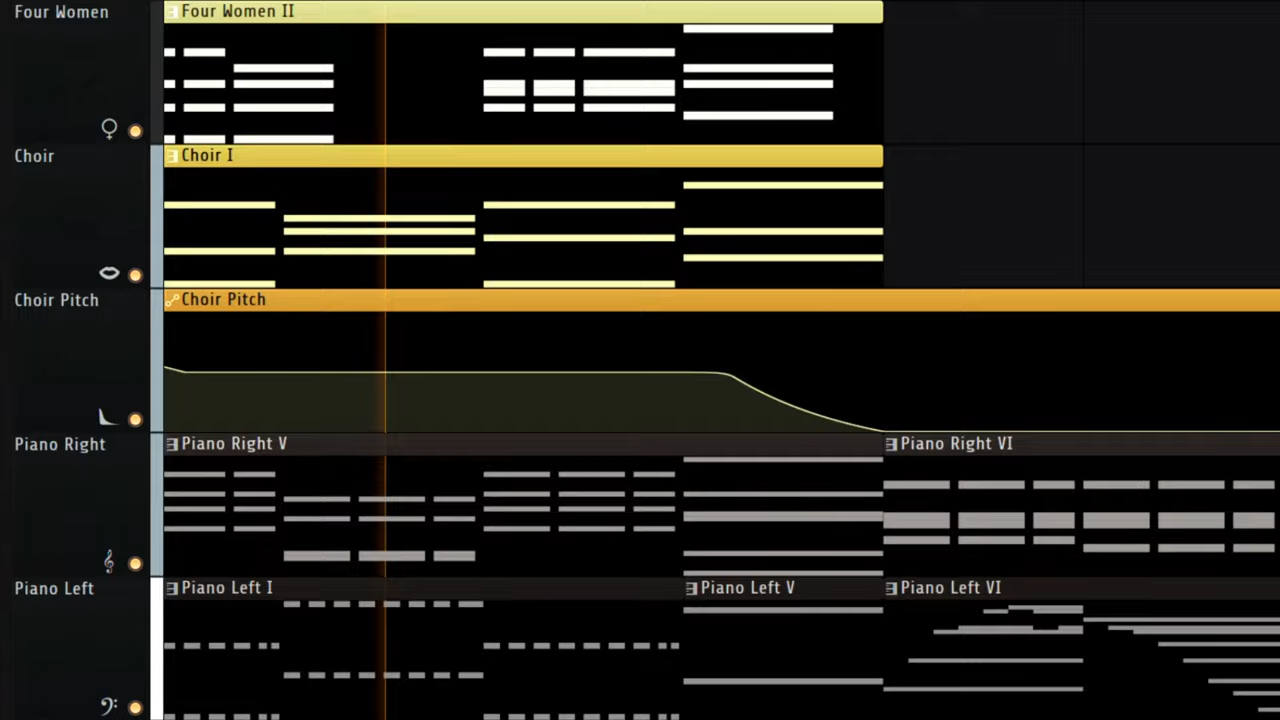 Four Women
Four Women II
Choir
Choir I
Choir Pitch
Choir Pitch
Piano Right
Piano Right V
Piano Right VI
Piano Left
Piano Left I
Piano Left V
Piano Left VI